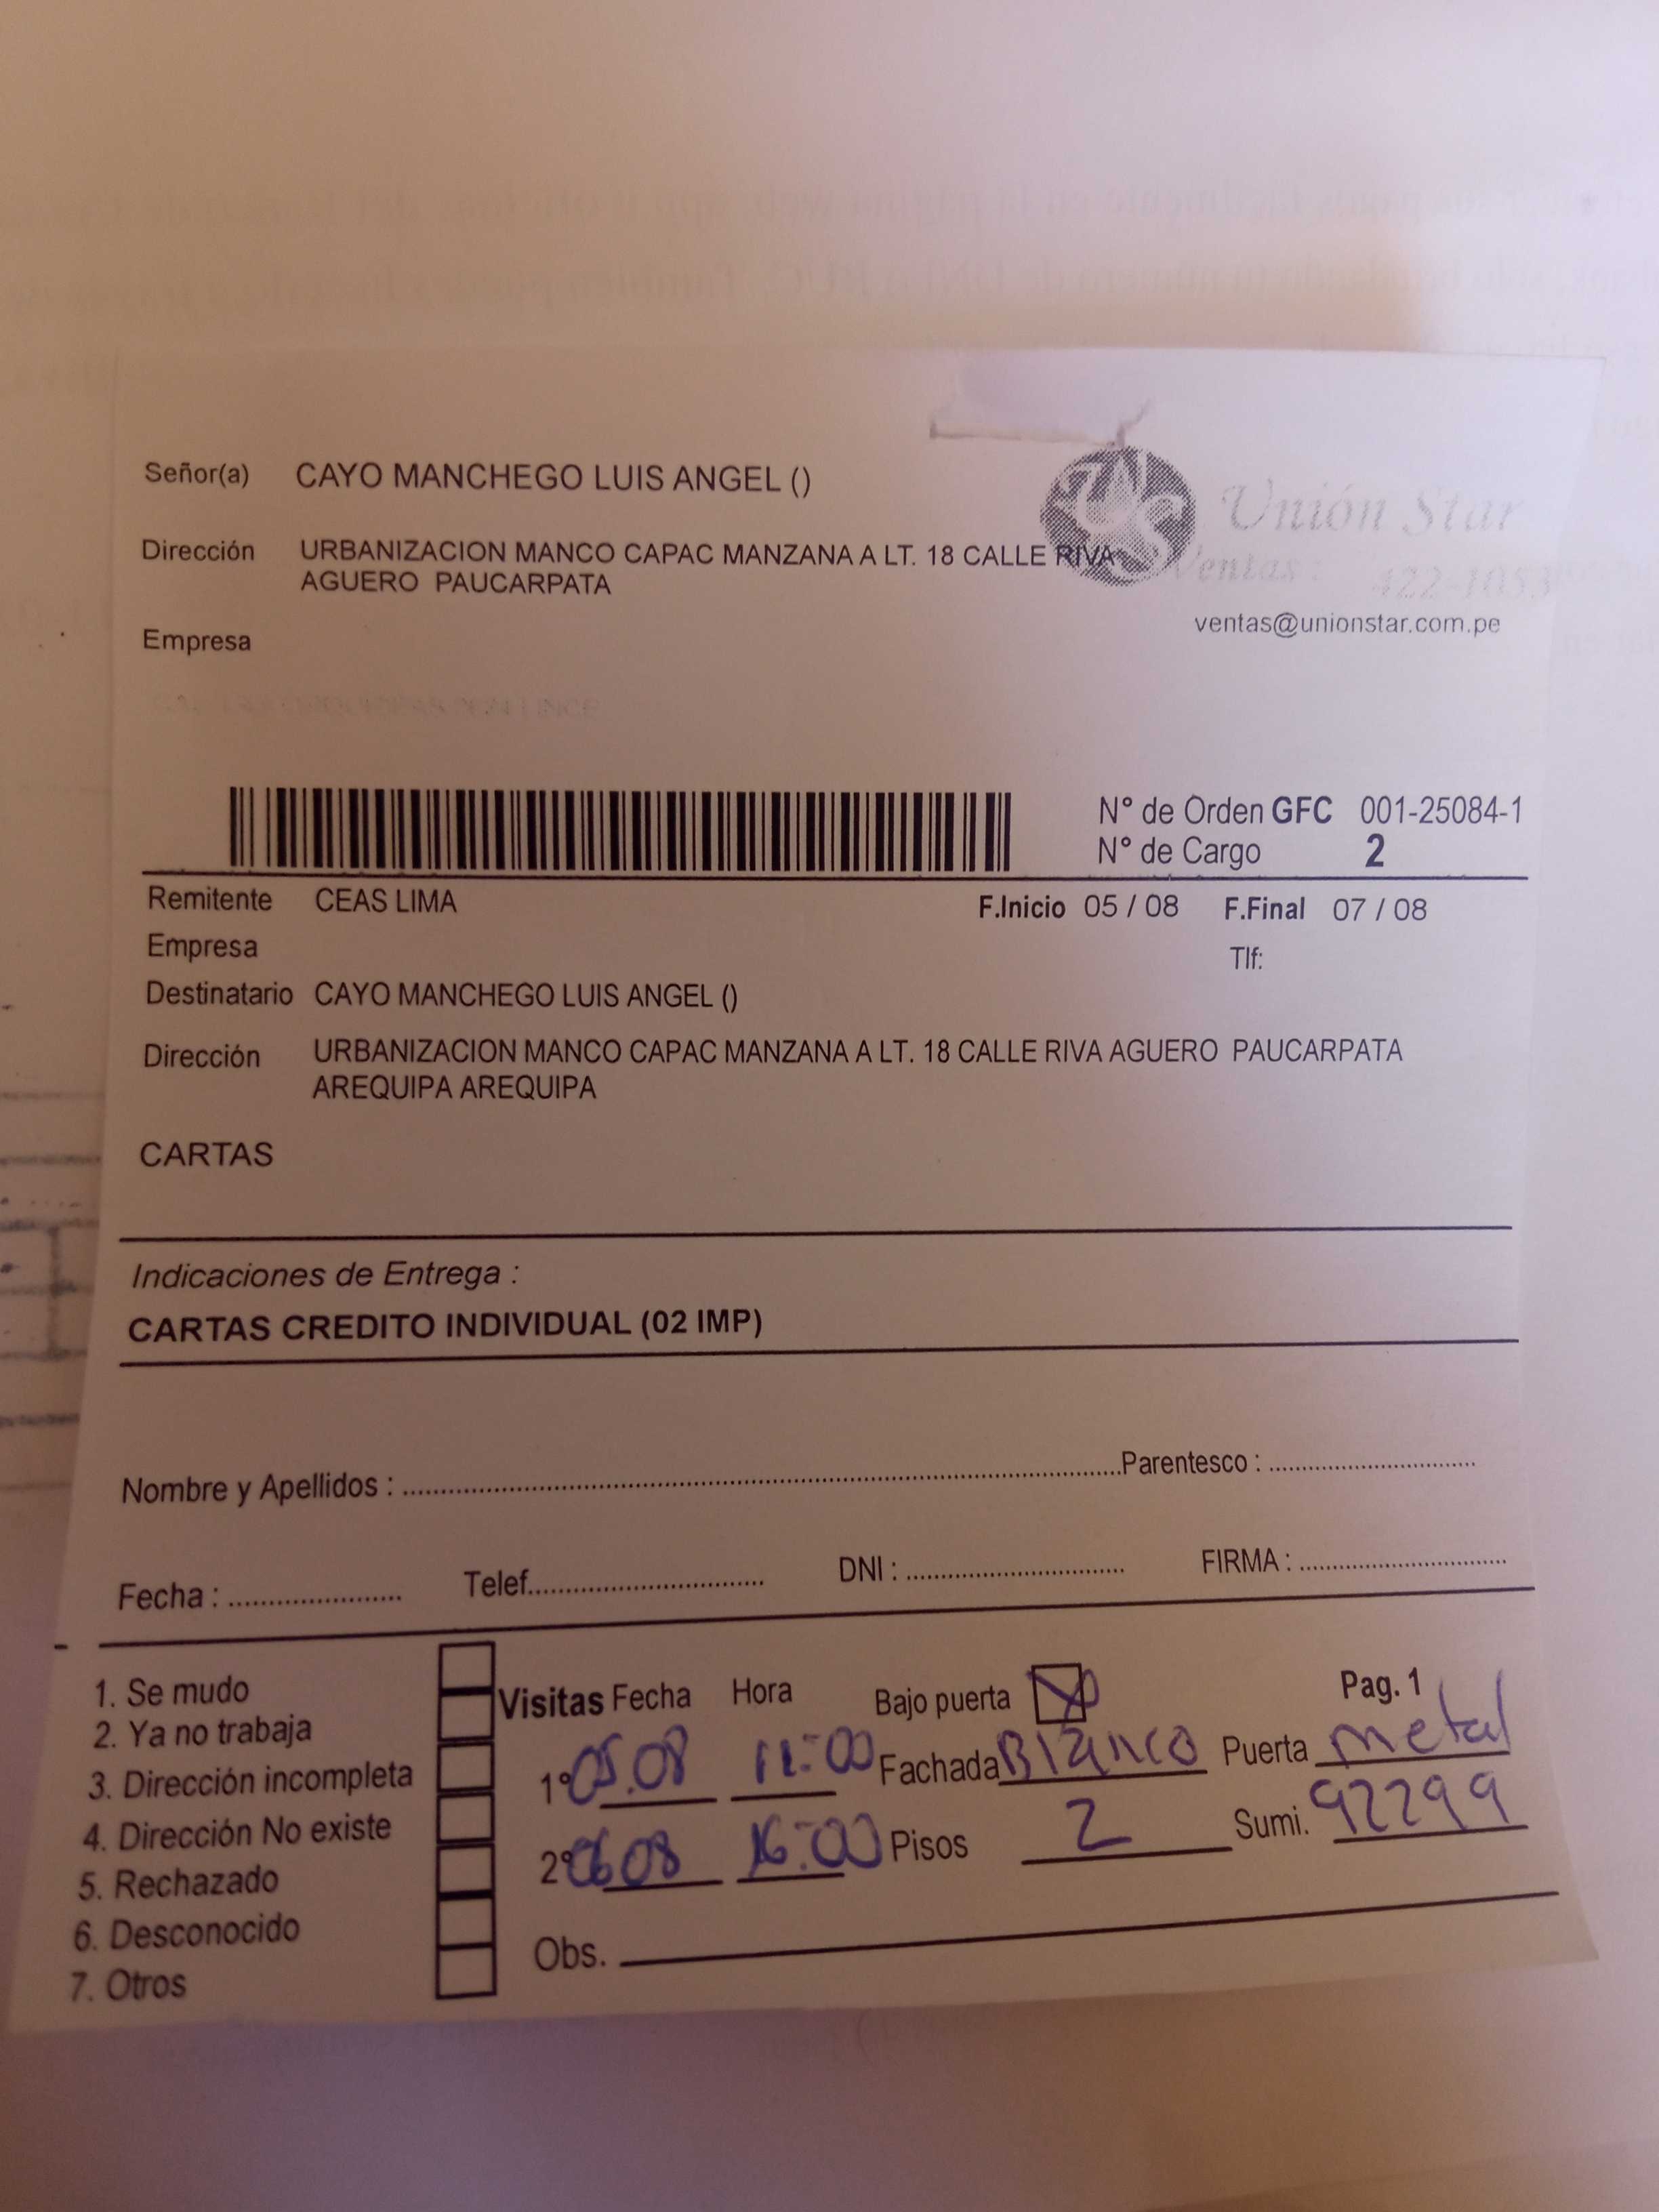 Señor(a) CAYO MANCHEGO LUIS ANGEL ()
Unión Star
Dirección URBANIZACION MANCO CAPAC MANZANA A LT. 18 CALLE RIVA
AGUERO PAUCARPATA
Ventas : 422-1053
ventas@unionstar.com.pe
Empresa
N° de Orden GFC 001-25084-1
N° de Cargo 2
Remitente CEAS LIMA F.Inicio 05 / 08 F.Final 07 / 08
Empresa Tlf:
Destinatario CAYO MANCHEGO LUIS ANGEL ()
Dirección URBANIZACION MANCO CAPAC MANZANA A LT. 18 CALLE RIVA AGUERO PAUCARPATA
AREQUIPA AREQUIPA
CARTAS
Indicaciones de Entrega :
CARTAS CREDITO INDIVIDUAL (02 IMP)
Nombre y Apellidos : Parentesco :
Fecha : Telef. DNI : FIRMA :
1. Se mudo
2. Ya no trabaja
3. Dirección incompleta
4. Dirección No existe
5. Rechazado
6. Desconocido
7. Otros
Visitas Fecha Hora Bajo puerta Pag. 1
1° 05.08 :00 Fachada Blanco Puerta metal
2° 06 08 16:00 Pisos 2 Sumi. 92299
Obs.